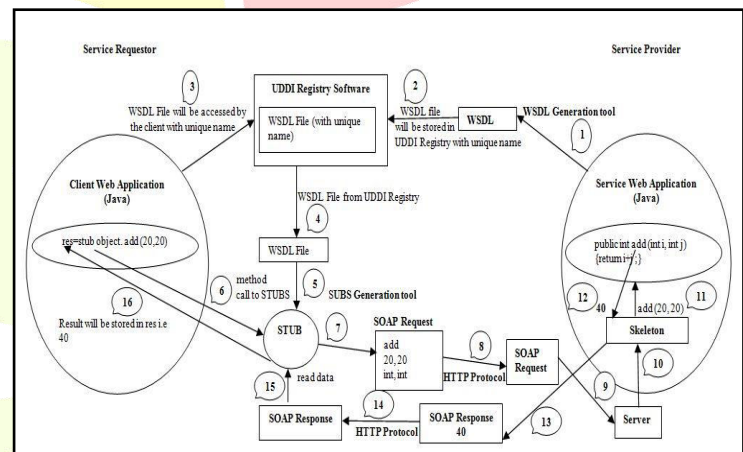 Service Requestor
Service Provider
3
WSDL File will be accessed by
the client with unique name
UDDI Registry Software
WSDL File (with unique
name)
2
WSDL file
will be stored in
UDDI Registry with unique name
WSDL
WSDL Generation tool
1
Client Web Application
(Java)
res=stub object. add (20,20)
WSDL File from UDDI Registry
4
WSDL File
Service Web Application
(Java)
public int add (int i, int j)
{return i+j ;}
16
Result will be stored in res i.e
40
6
method
call to STUBS
5
SUBS Generation tool
STUB
7
SOAP Request
add
20, 20
int, int
8
HTTP Protocol
SOAP
Request
12
40
add (20, 20)
11
Skeleton
10
9
Server
15
read data
SOAP Response
14
HTTP Protocol
SOAP Response
40
13